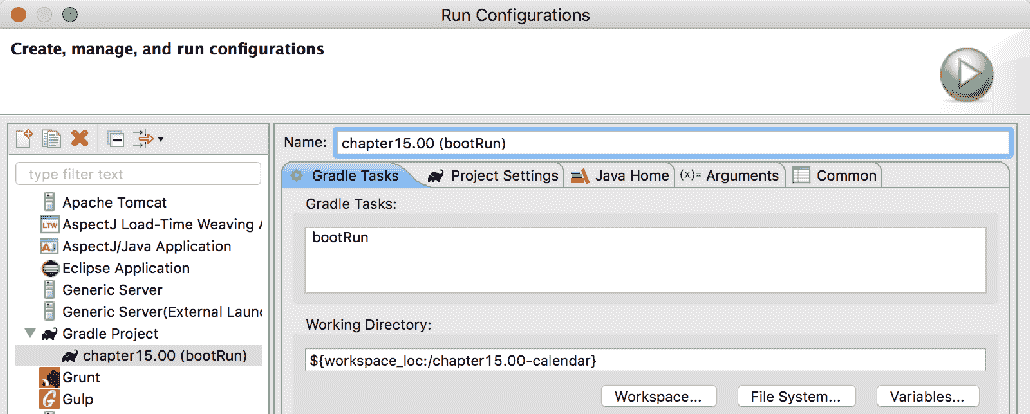 Run Configurations
Create, manage, and run configurations
type filter text
Apache Tomcat
LTW AspectJ Load-Time Weaving A
AspectJ/Java Application
Eclipse Application
Generic Server
Generic Server(External Laun
Gradle Project
chapter15.00 (bootRun)
Grunt
Gulp
Name: chapter15.00 (bootRun)
Gradle Tasks Project Settings Java Home (x)= Arguments Common
Gradle Tasks:
bootRun
Working Directory:
${workspace_loc:/chapter15.00-calendar}
Workspace... File System... Variables...